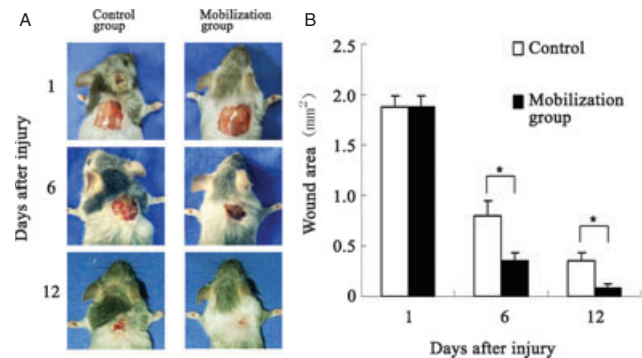 A
Control
group
Mobilization
group
Days after injury
1
6
12
B
Wound area (mm²)
2.5
2.0
1.5
1.0
0.5
0
Control
Mobilization
group
*
*
1
6
12
Days after injury